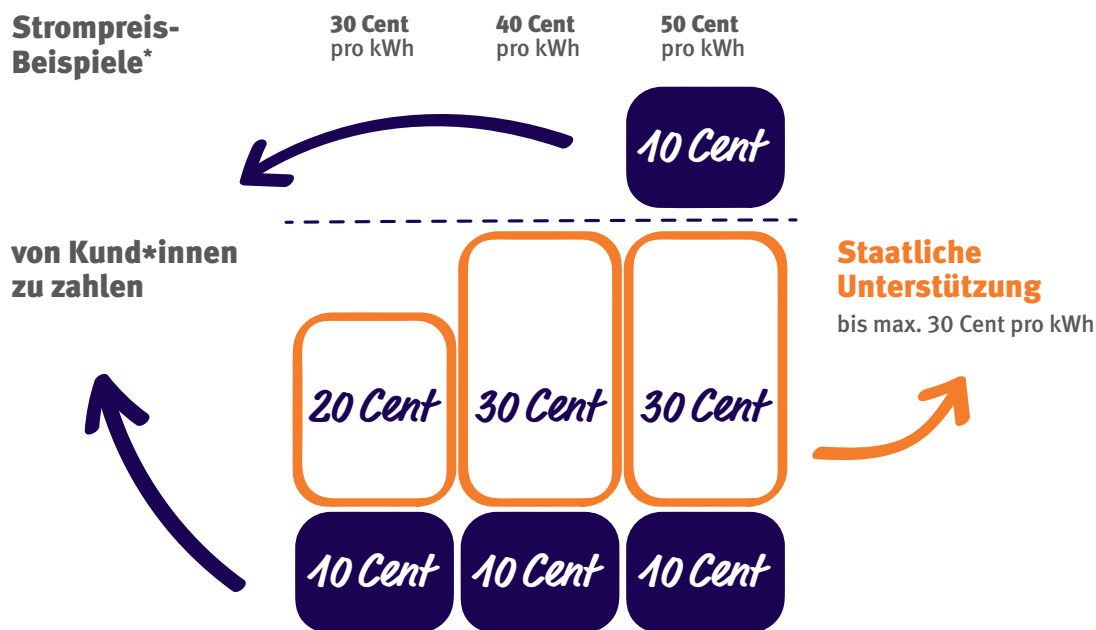 Strompreis-
Beispiele*
30 Cent
pro kWh
40 Cent
pro kWh
50 Cent
pro kWh
10 Cent
von Kund*innen
zu zahlen
Staatliche
Unterstützung
bis max. 30 Cent pro kWh
20 Cent
30 Cent
30 Cent
10 Cent
10 Cent
10 Cent